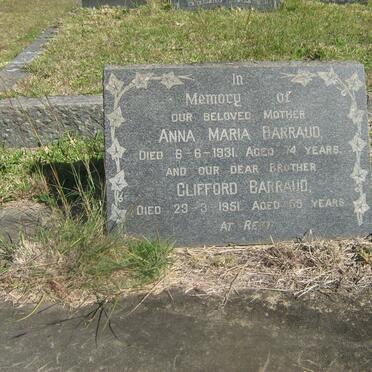 In
Memory of
OUR BELOVED MOTHER
ANNA MARIA BARRAUD,
DIED 6-6-1931. AGED 74 YEARS.
AND OUR DEAR BROTHER
CLIFFORD BARRAUD,
DIED 23-3-1951. AGED YEARS
AT REST